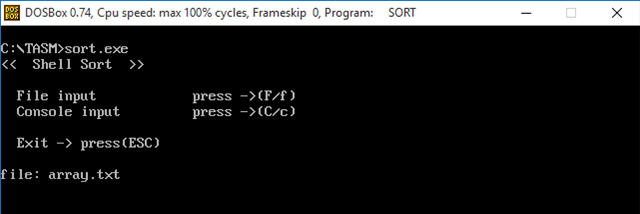 DOSBox 0.74, Cpu speed: max 100% cycles, Frameskip 0, Program: SORT
C:\TASM>sort.exe
<< Shell Sort >>
File input press ->(F/f)
Console input press ->(C/c)
Exit -> press(ESC)
file: array.txt